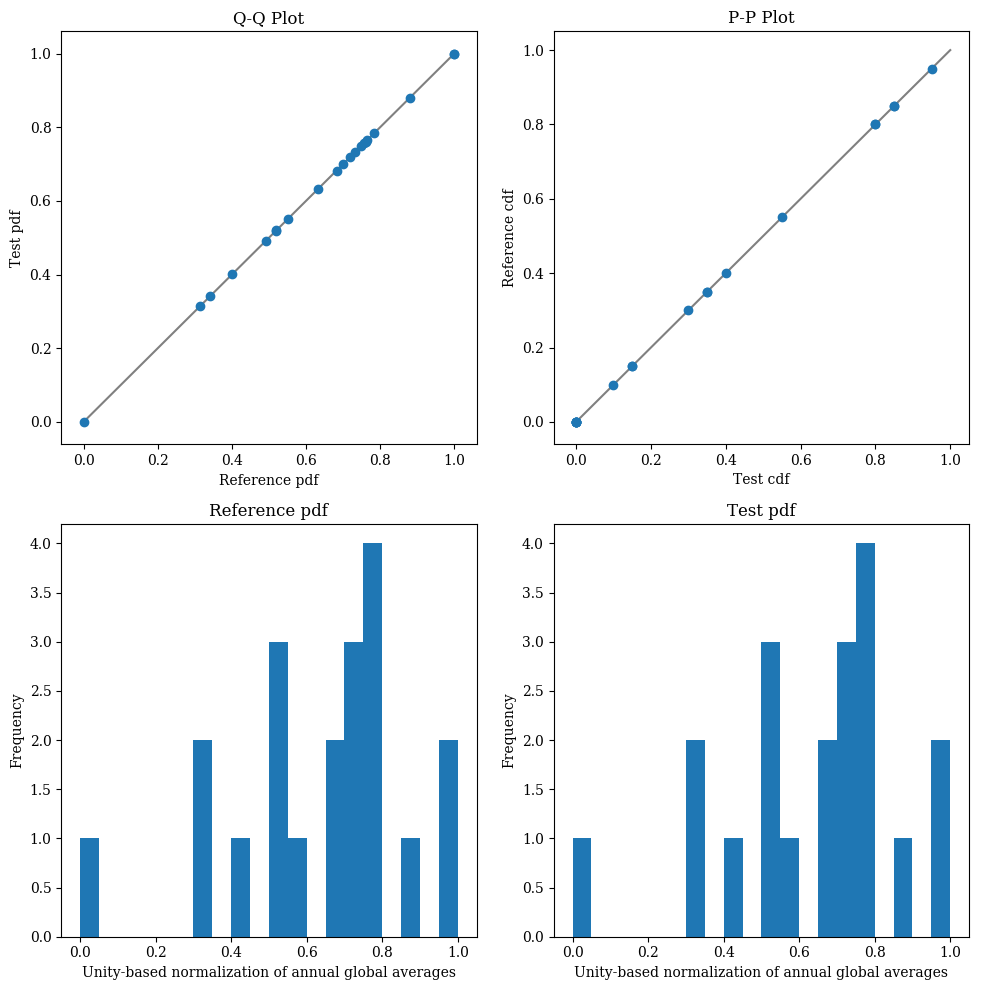 Q-Q Plot
1.0
0.8
0.6
0.4
0.2
0.0
Test pdf
0.0 0.2 0.4 0.6 0.8 1.0
Reference pdf
P-P Plot
1.0
0.8
0.6
0.4
0.2
0.0
Reference cdf
0.0 0.2 0.4 0.6 0.8 1.0
Test cdf
Reference pdf
4.0
3.5
3.0
2.5
2.0
1.5
1.0
0.5
0.0
Frequency
0.0 0.2 0.4 0.6 0.8 1.0
Unity-based normalization of annual global averages
Test pdf
4.0
3.5
3.0
2.5
2.0
1.5
1.0
0.5
0.0
Frequency
0.0 0.2 0.4 0.6 0.8 1.0
Unity-based normalization of annual global averages